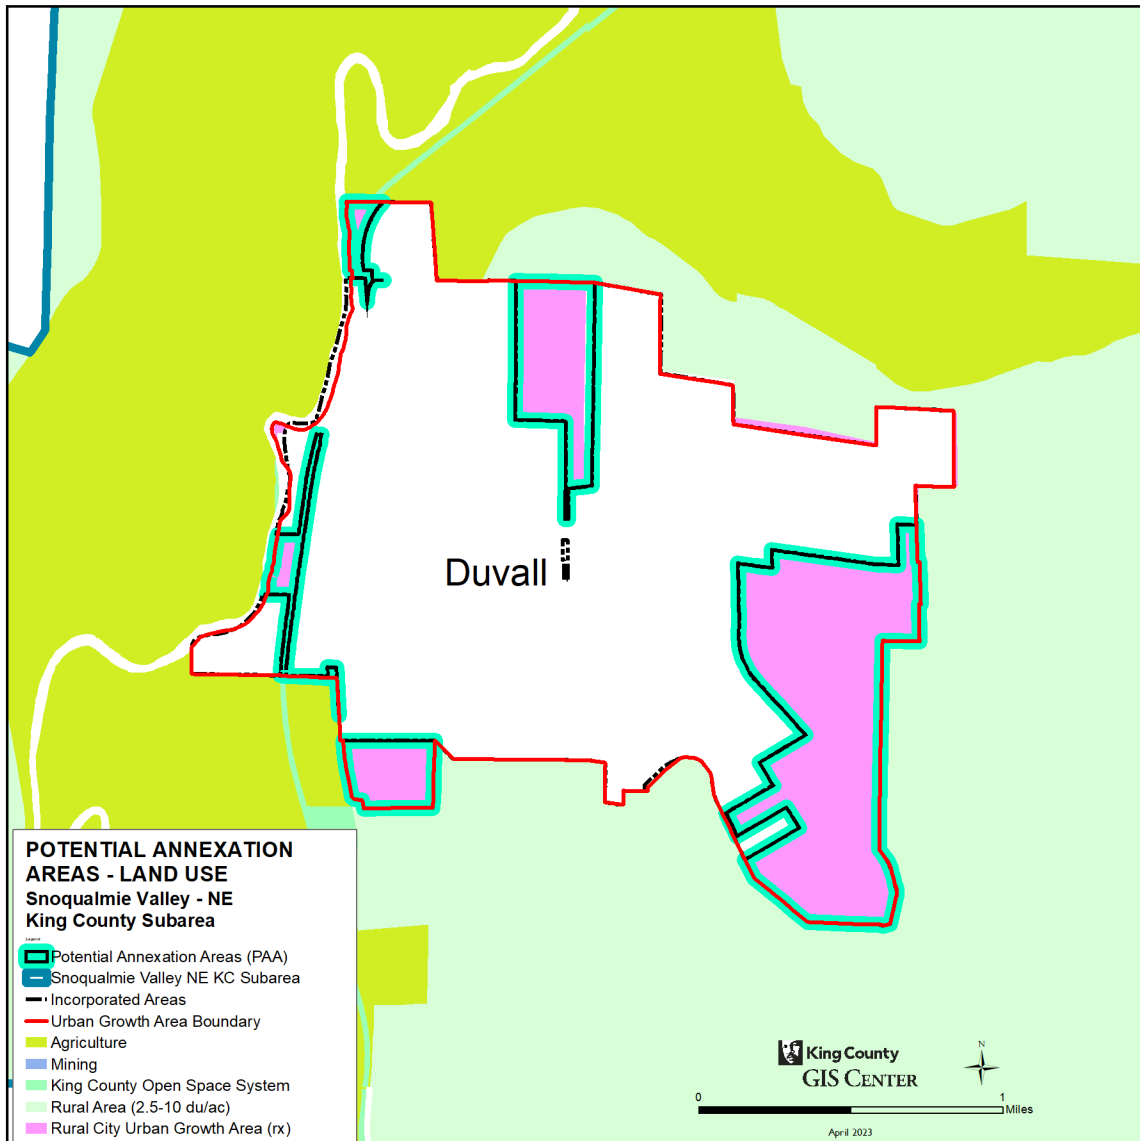 Duvall
POTENTIAL ANNEXATION
AREAS - LAND USE
Snoqualmie Valley - NE
King County Subarea
Legend
Potential Annexation Areas (PAA)
Snoqualmie Valley NE KC Subarea
Incorporated Areas
Urban Growth Area Boundary
Agriculture
Mining
King County Open Space System
Rural Area (2.5-10 du/ac)
Rural City Urban Growth Area (rx)
King County
GIS CENTER
N
0 1
Miles
April 2023